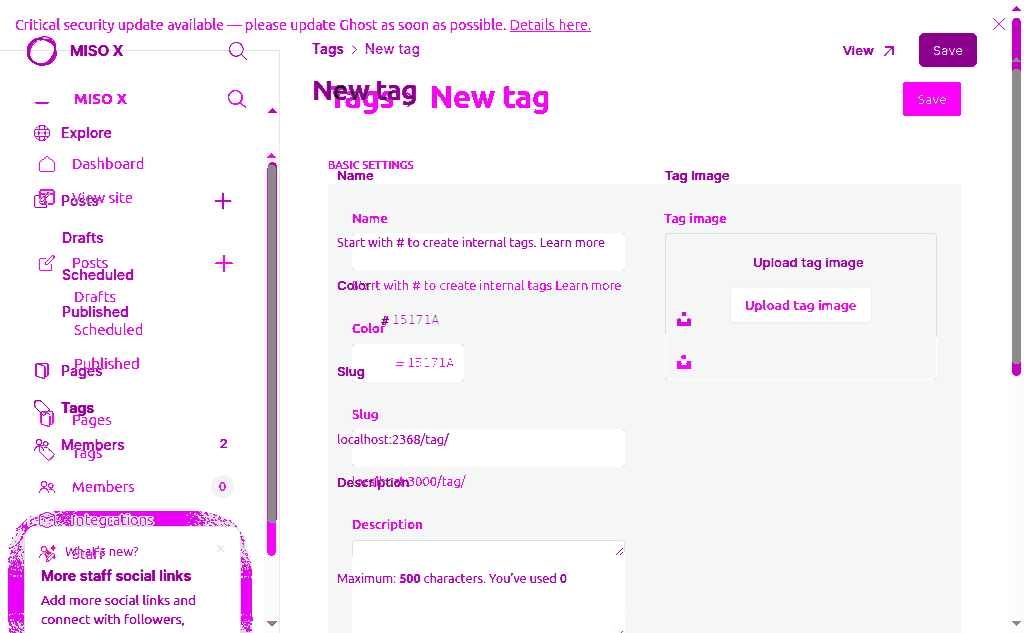 Critical security update available — please update Ghost as soon as possible. Details here.
MISO X
Tags > New tag
View
Save
MISO X
New tag
Tags > New tag
Save
Explore
Dashboard
View site
Posts
Drafts
Posts
Scheduled
Drafts
Published
Scheduled
Published
Pages
Tags
Pages
Members 2
Tags
Members 0
Integrations
What's new?
Staff
More staff social links
Add more social links and
connect with followers,
BASIC SETTINGS
Name
Name
Start with # to create internal tags. Learn more
Color
Start with # to create internal tags Learn more
# 15171A
Color
# 15171A
Slug
Slug
localhost:2368/tag/
localhost:3000/tag/
Description
Description
Maximum: 500 characters. You've used 0
Tag image
Tag image
Upload tag image
Upload tag image